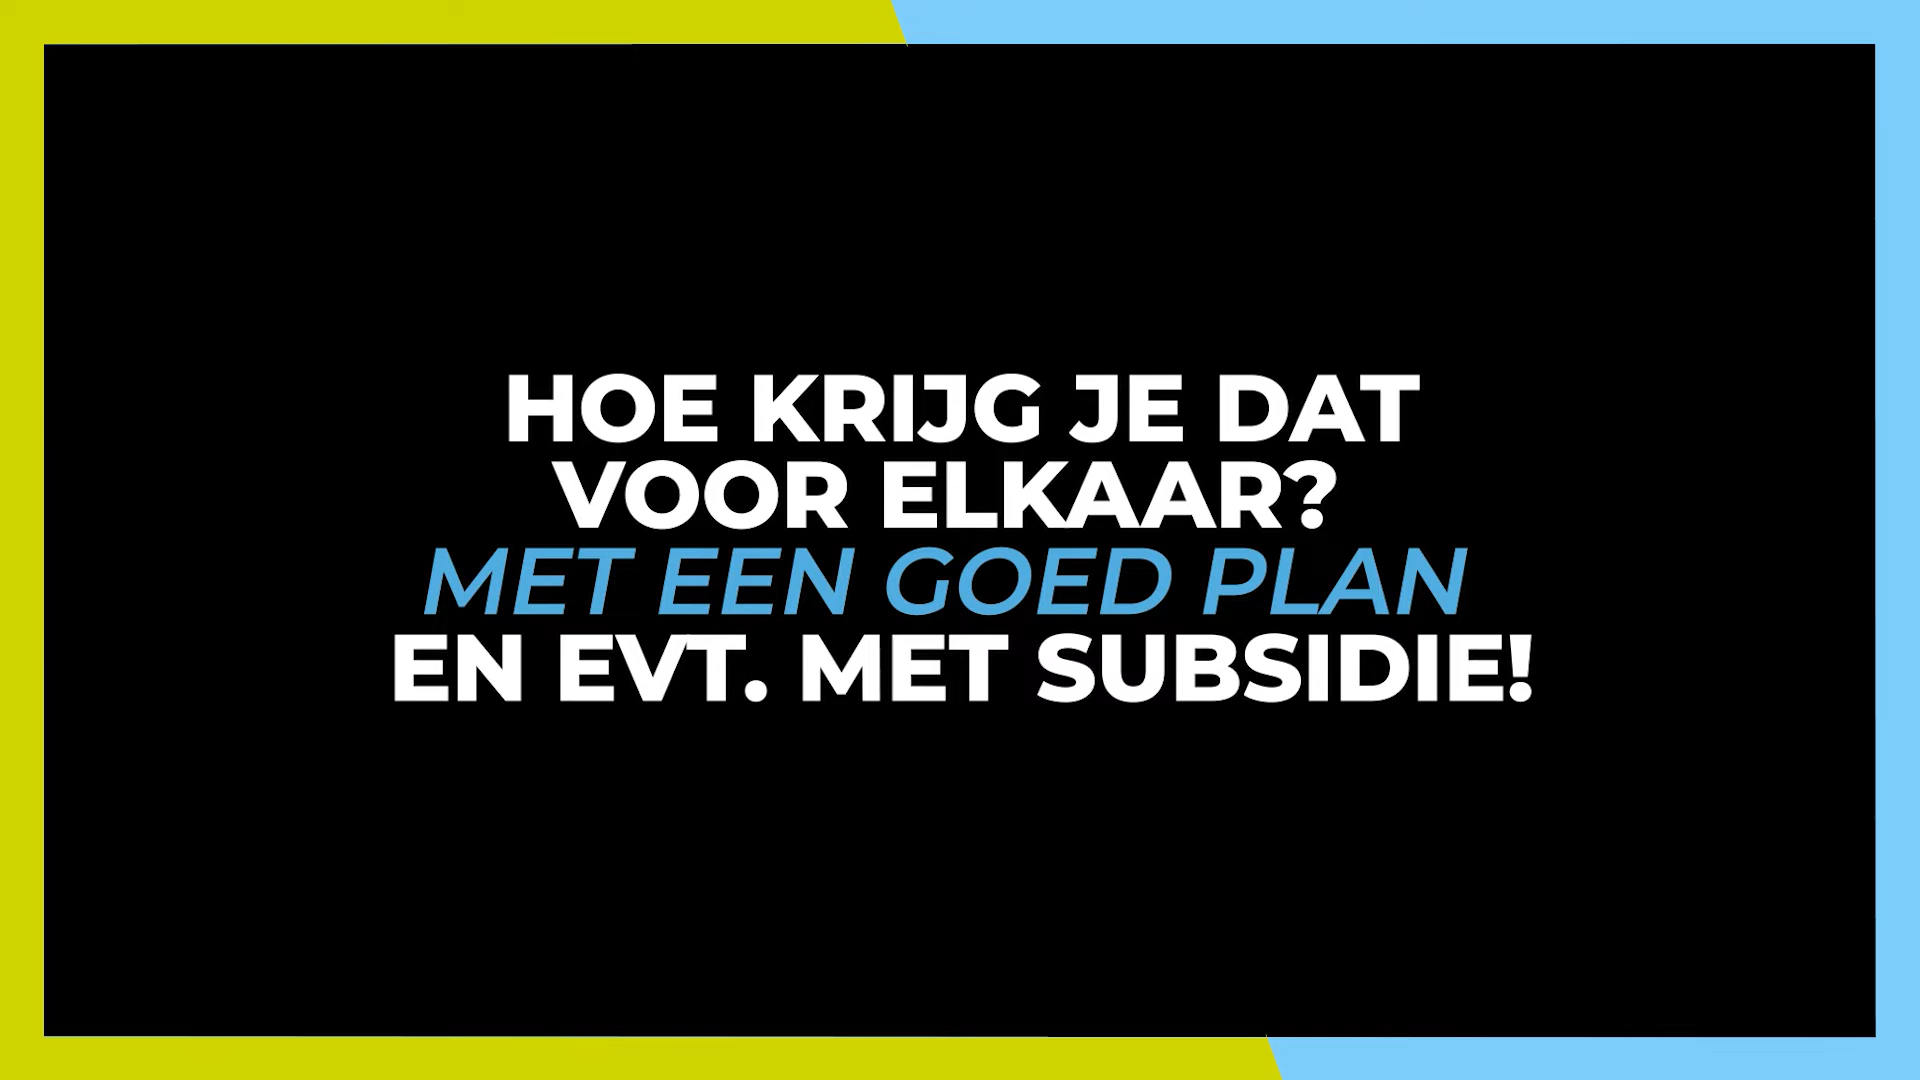 HOE KRIJG JE DAT
VOOR ELKAAR?
MET EEN GOED PLAN
EN EVT. MET SUBSIDIE!